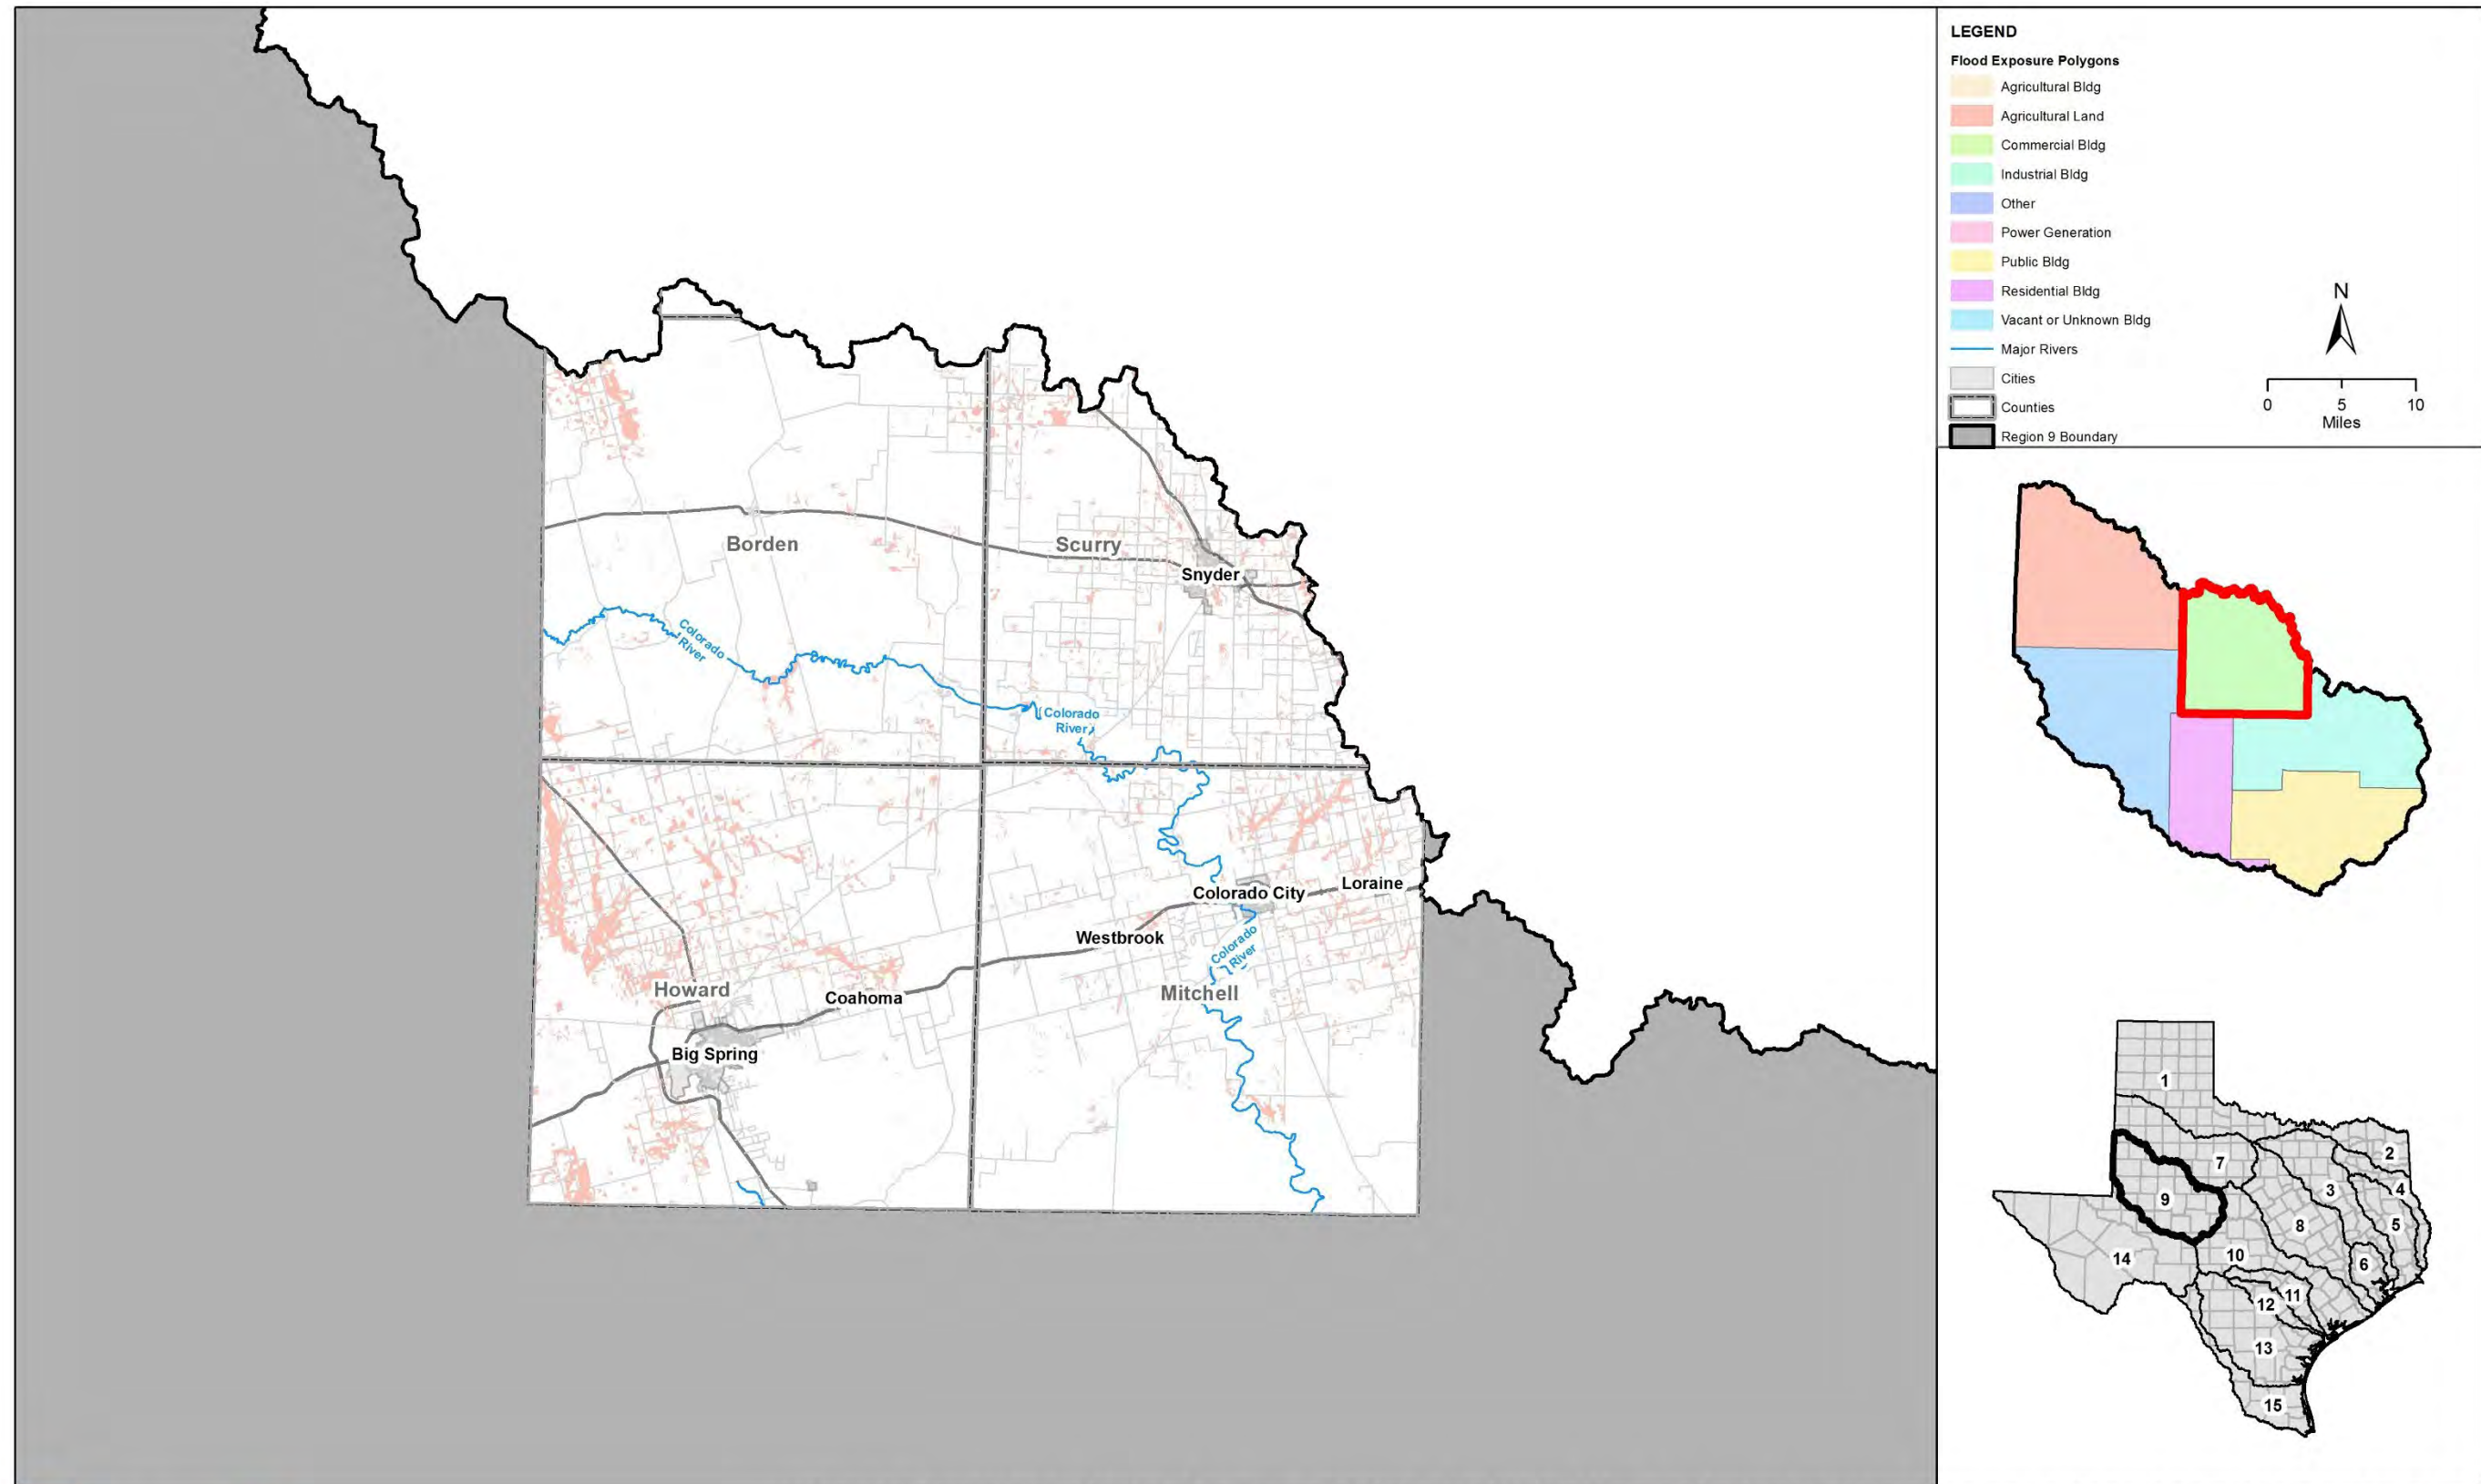 LEGEND
Flood Exposure Polygons
Agricultural Bldg
Agricultural Land
Commercial Bldg
Industrial Bldg
Other
Power Generation
Public Bldg
Residential Bldg
Vacant or Unknown Bldg
Major Rivers
Cities
Counties
Region 9 Boundary
N
0 5 10
Miles
Borden
Scurry
Snyder
Colorado
River
Colorado
River
Colorado City
Loraine
Westbrook
Colorado
River
Howard
Coahoma
Mitchell
Big Spring
1
2
7
3
4
9
8
5
10
14
6
11
12
13
15